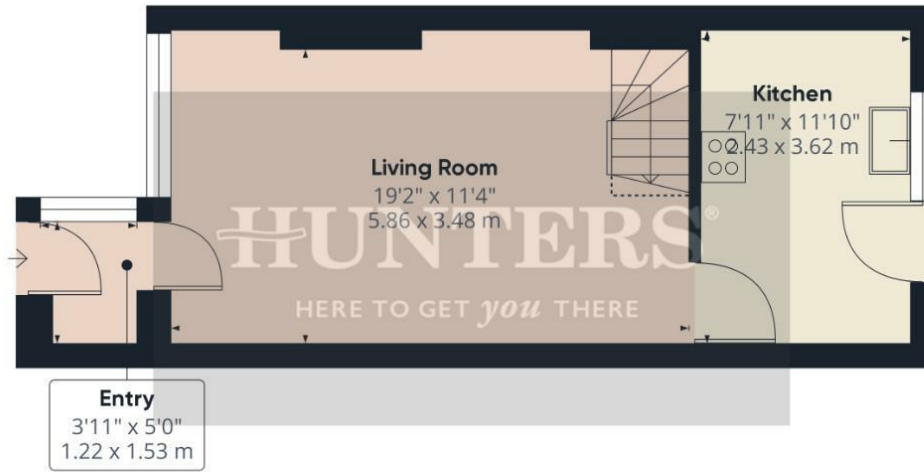 Kitchen
7'11" x 11'10"
2.43 x 3.62 m
Living Room
19'2" x 11'4"
5.86 x 3.48 m
HUNTERS®
HERE TO GET you THERE
Entry
3'11" x 5'0"
1.22 x 1.53 m